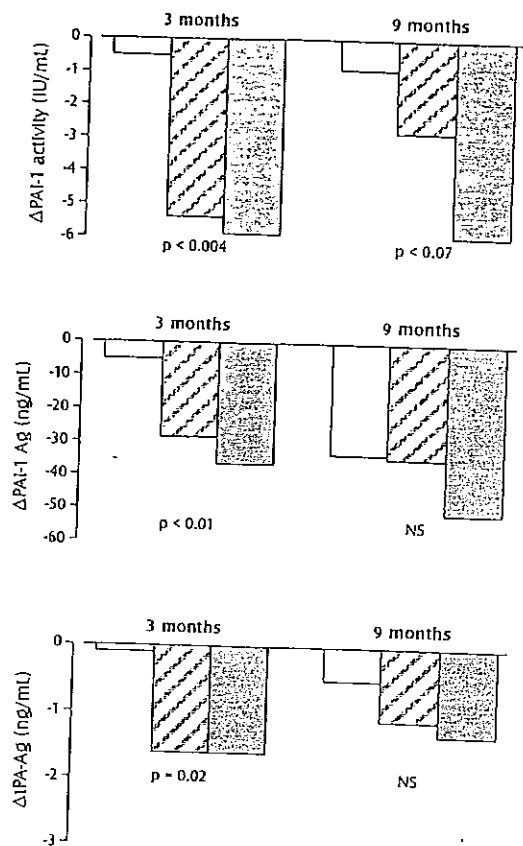 3 months 9 months
0
-1
-2
-3
-4
-5
-6
ΔPAI-1 activity (IU/mL)
p < 0.004 p < 0.07
3 months 9 months
0
-10
-20
-30
-40
-50
-60
ΔPAI-1 Ag (ng/mL)
p < 0.01 NS
3 months 9 months
0
-1
-2
-3
ΔtPA-Ag (ng/mL)
p = 0.02 NS